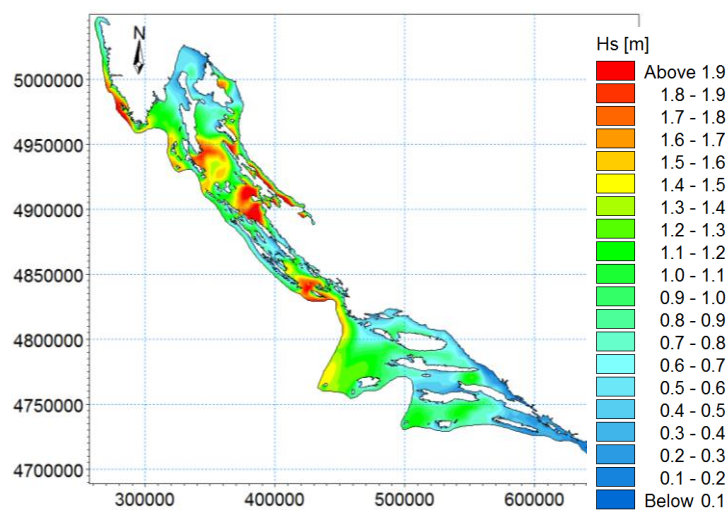 N
5000000
4950000
4900000
4850000
4800000
4750000
4700000
300000 400000 500000 600000
Hs [m]
Above 1.9
1.8 - 1.9
1.7 - 1.8
1.6 - 1.7
1.5 - 1.6
1.4 - 1.5
1.3 - 1.4
1.2 - 1.3
1.1 - 1.2
1.0 - 1.1
0.9 - 1.0
0.8 - 0.9
0.7 - 0.8
0.6 - 0.7
0.5 - 0.6
0.4 - 0.5
0.3 - 0.4
0.2 - 0.3
0.1 - 0.2
Below 0.1